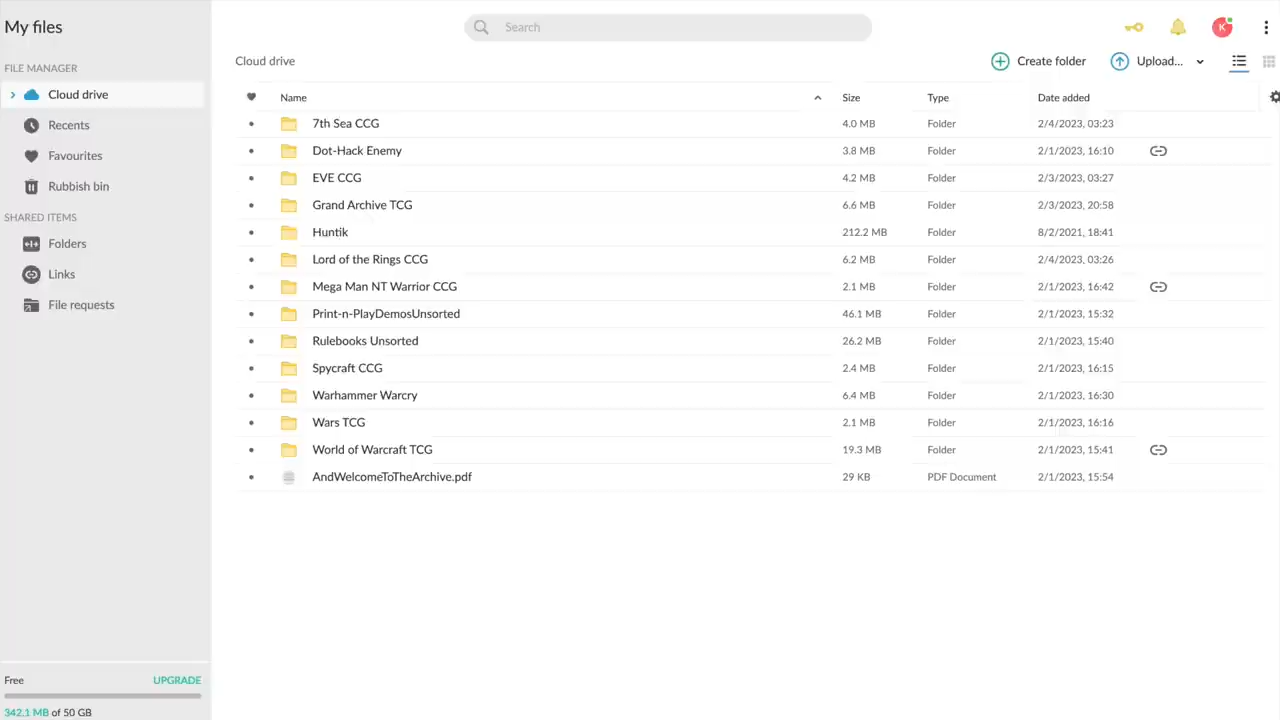 My files
Search
K
FILE MANAGER
Cloud drive
Recents
Favourites
Rubbish bin
SHARED ITEMS
Folders
Links
File requests
Free UPGRADE
342.1 MB of 50 GB
Cloud drive Create folder Upload...
Name Size Type Date added
7th Sea CCG 4.0 MB Folder 2/4/2023, 03:23
Dot-Hack Enemy 3.8 MB Folder 2/1/2023, 16:10
EVE CCG 4.2 MB Folder 2/3/2023, 03:27
Grand Archive TCG 6.6 MB Folder 2/3/2023, 20:58
Huntik 212.2 MB Folder 8/2/2021, 18:41
Lord of the Rings CCG 6.2 MB Folder 2/4/2023, 03:26
Mega Man NT Warrior CCG 2.1 MB Folder 2/1/2023, 16:42
Print-n-PlayDemosUnsorted 46.1 MB Folder 2/1/2023, 15:32
Rulebooks Unsorted 26.2 MB Folder 2/1/2023, 15:40
Spycraft CCG 2.4 MB Folder 2/1/2023, 16:15
Warhammer Warcry 6.4 MB Folder 2/1/2023, 16:30
Wars TCG 2.1 MB Folder 2/1/2023, 16:16
World of Warcraft TCG 19.3 MB Folder 2/1/2023, 15:41
AndWelcomeToTheArchive.pdf 29 KB PDF Document 2/1/2023, 15:54